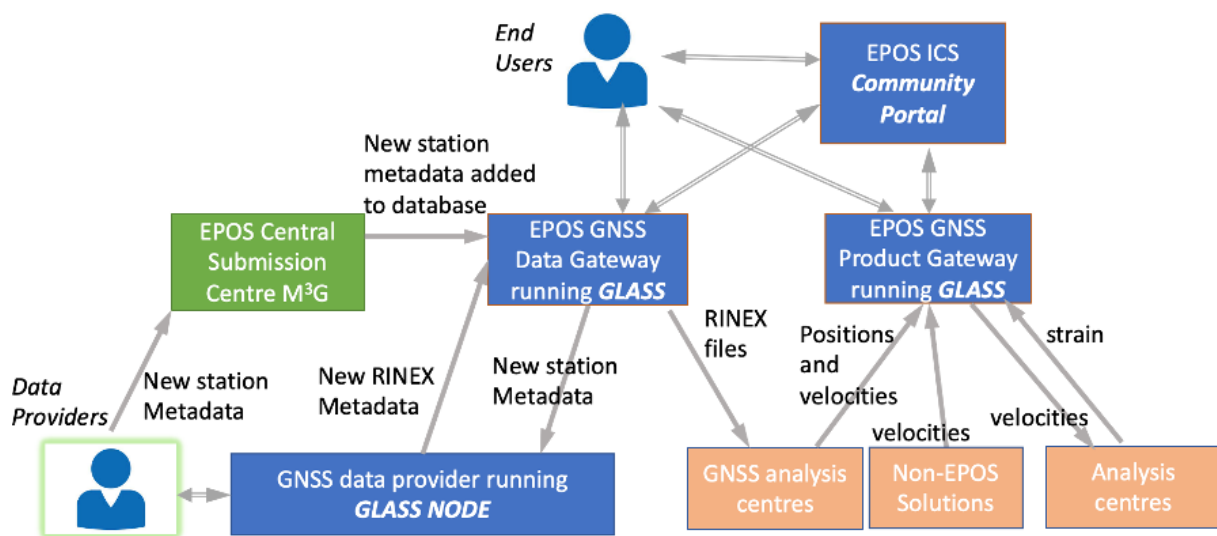 End
Users
EPOS ICS
Community
Portal
New station
metadata added
to database
EPOS Central
Submission
Centre M³G
EPOS GNSS
Data Gateway
running GLASS
EPOS GNSS
Product Gateway
running GLASS
Data
Providers
New station
Metadata
New RINEX
Metadata
New station
Metadata
RINEX
files
Positions
and
velocities
velocities
velocities
strain
GNSS data provider running
GLASS NODE
GNSS analysis
centres
Non-EPOS
Solutions
Analysis
centres